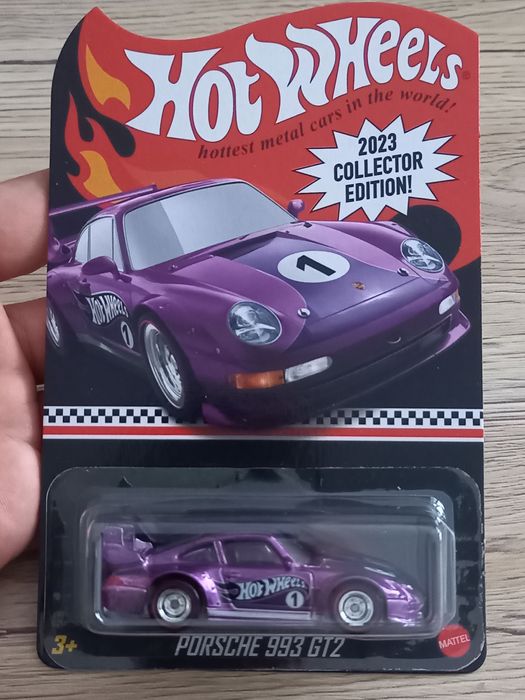 HOT WHEELS
®
hottest metal cars in the world!
2023
COLLECTOR
EDITION!
1
HOT WHEELS
1
HOT WHEELS
1
3+
PORSCHE 993 GT2
MATTEL